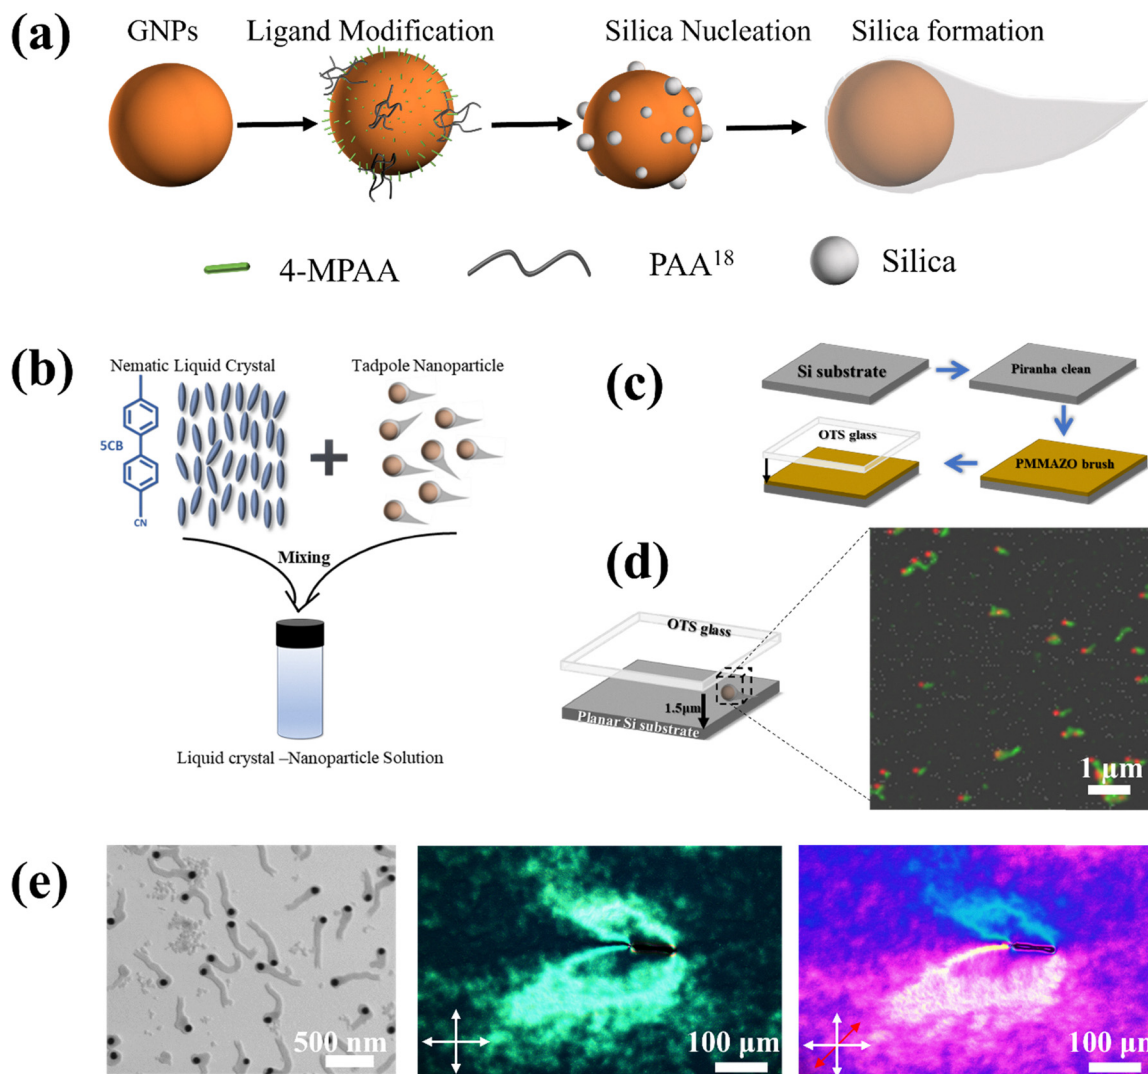 (a)
GNPs
Ligand Modification
Silica Nucleation
Silica formation
4-MPAA
PAA18
Silica
(b)
Nematic Liquid Crystal
Tadpole Nanoparticle
5CB
CN
Mixing
Liquid crystal –Nanoparticle Solution
(c)
Si substrate
Piranha clean
OTS glass
PMMAZO brush
(d)
OTS glass
1.5μm
Planar Si substrate
1 μm
(e)
500 nm
100 μm
100 μm